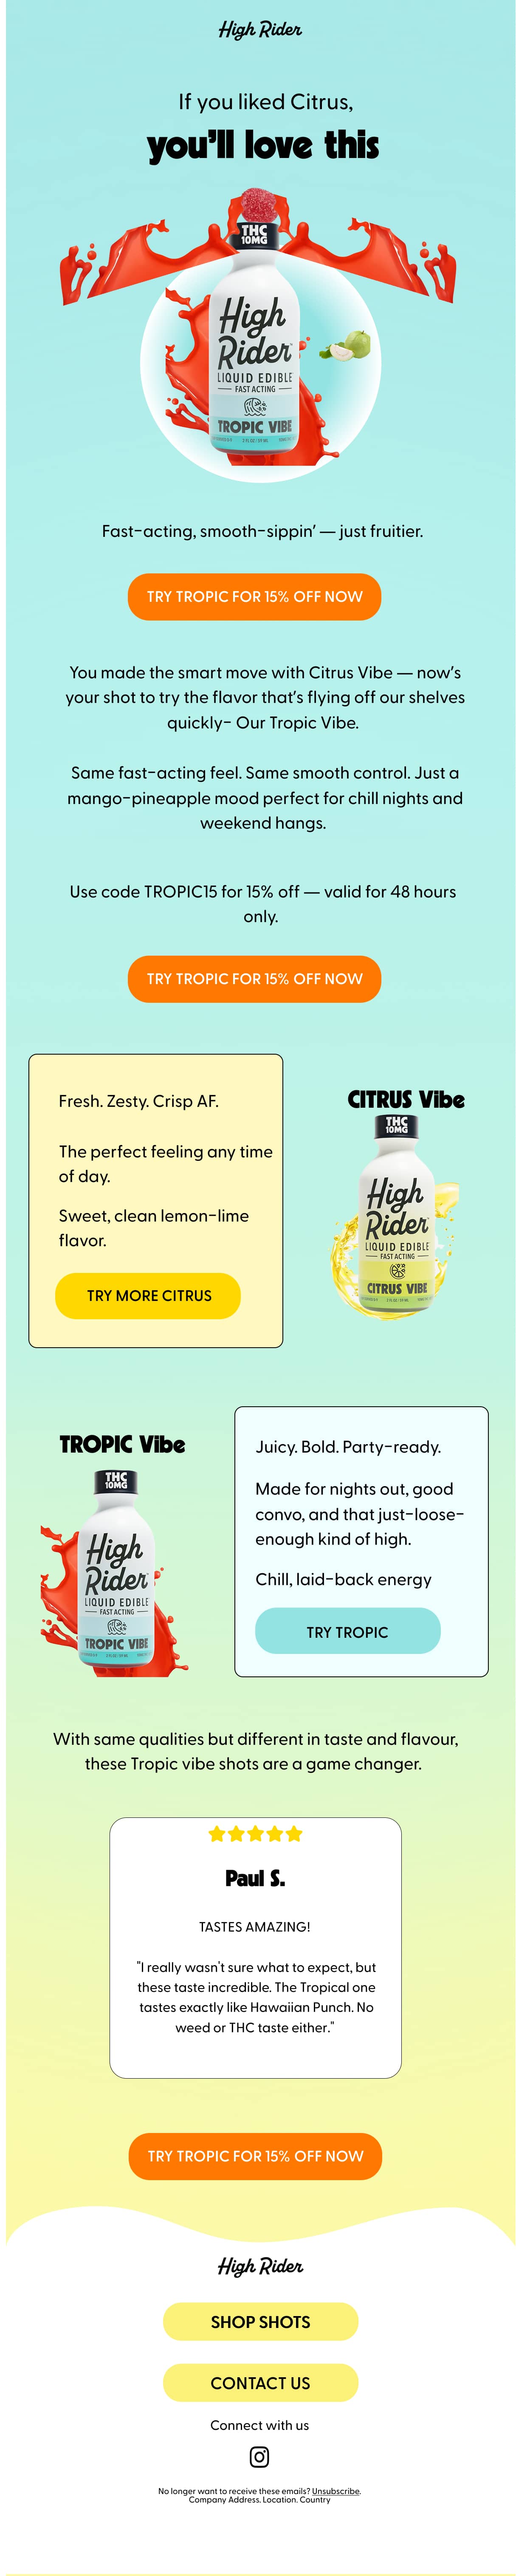 High Rider
If you liked Citrus,
you'll love this
THC
10MG
High
Rider
LIQUID EDIBLE
FAST ACTING
TROPIC VIBE
Fast-acting, smooth-sippin' — just fruitier.
TRY TROPIC FOR 15% OFF NOW
You made the smart move with Citrus Vibe — now's
your shot to try the flavor that's flying off our shelves
quickly- Our Tropic Vibe.
Same fast-acting feel. Same smooth control. Just a
mango-pineapple mood perfect for chill nights and
weekend hangs.
Use code TROPIC15 for 15% off — valid for 48 hours
only.
TRY TROPIC FOR 15% OFF NOW
Fresh. Zesty. Crisp AF.
The perfect feeling any time
of day.
Sweet, clean lemon-lime
flavor.
TRY MORE CITRUS
CITRUS Vibe
THC
10MG
High
Rider
LIQUID EDIBLE
FAST ACTING
CITRUS VIBE
TROPIC Vibe
THC
10MG
High
Rider
LIQUID EDIBLE
FAST ACTING
TROPIC VIBE
Juicy. Bold. Party-ready.
Made for nights out, good
convo, and that just-loose-
enough kind of high.
Chill, laid-back energy
TRY TROPIC
With same qualities but different in taste and flavour,
these Tropic vibe shots are a game changer.
Paul S.
TASTES AMAZING!
"I really wasn't sure what to expect, but
these taste incredible. The Tropical one
tastes exactly like Hawaiian Punch. No
weed or THC taste either."
TRY TROPIC FOR 15% OFF NOW
High Rider
SHOP SHOTS
CONTACT US
Connect with us
No longer want to receive these emails? Unsubscribe.
Company Address. Location. Country